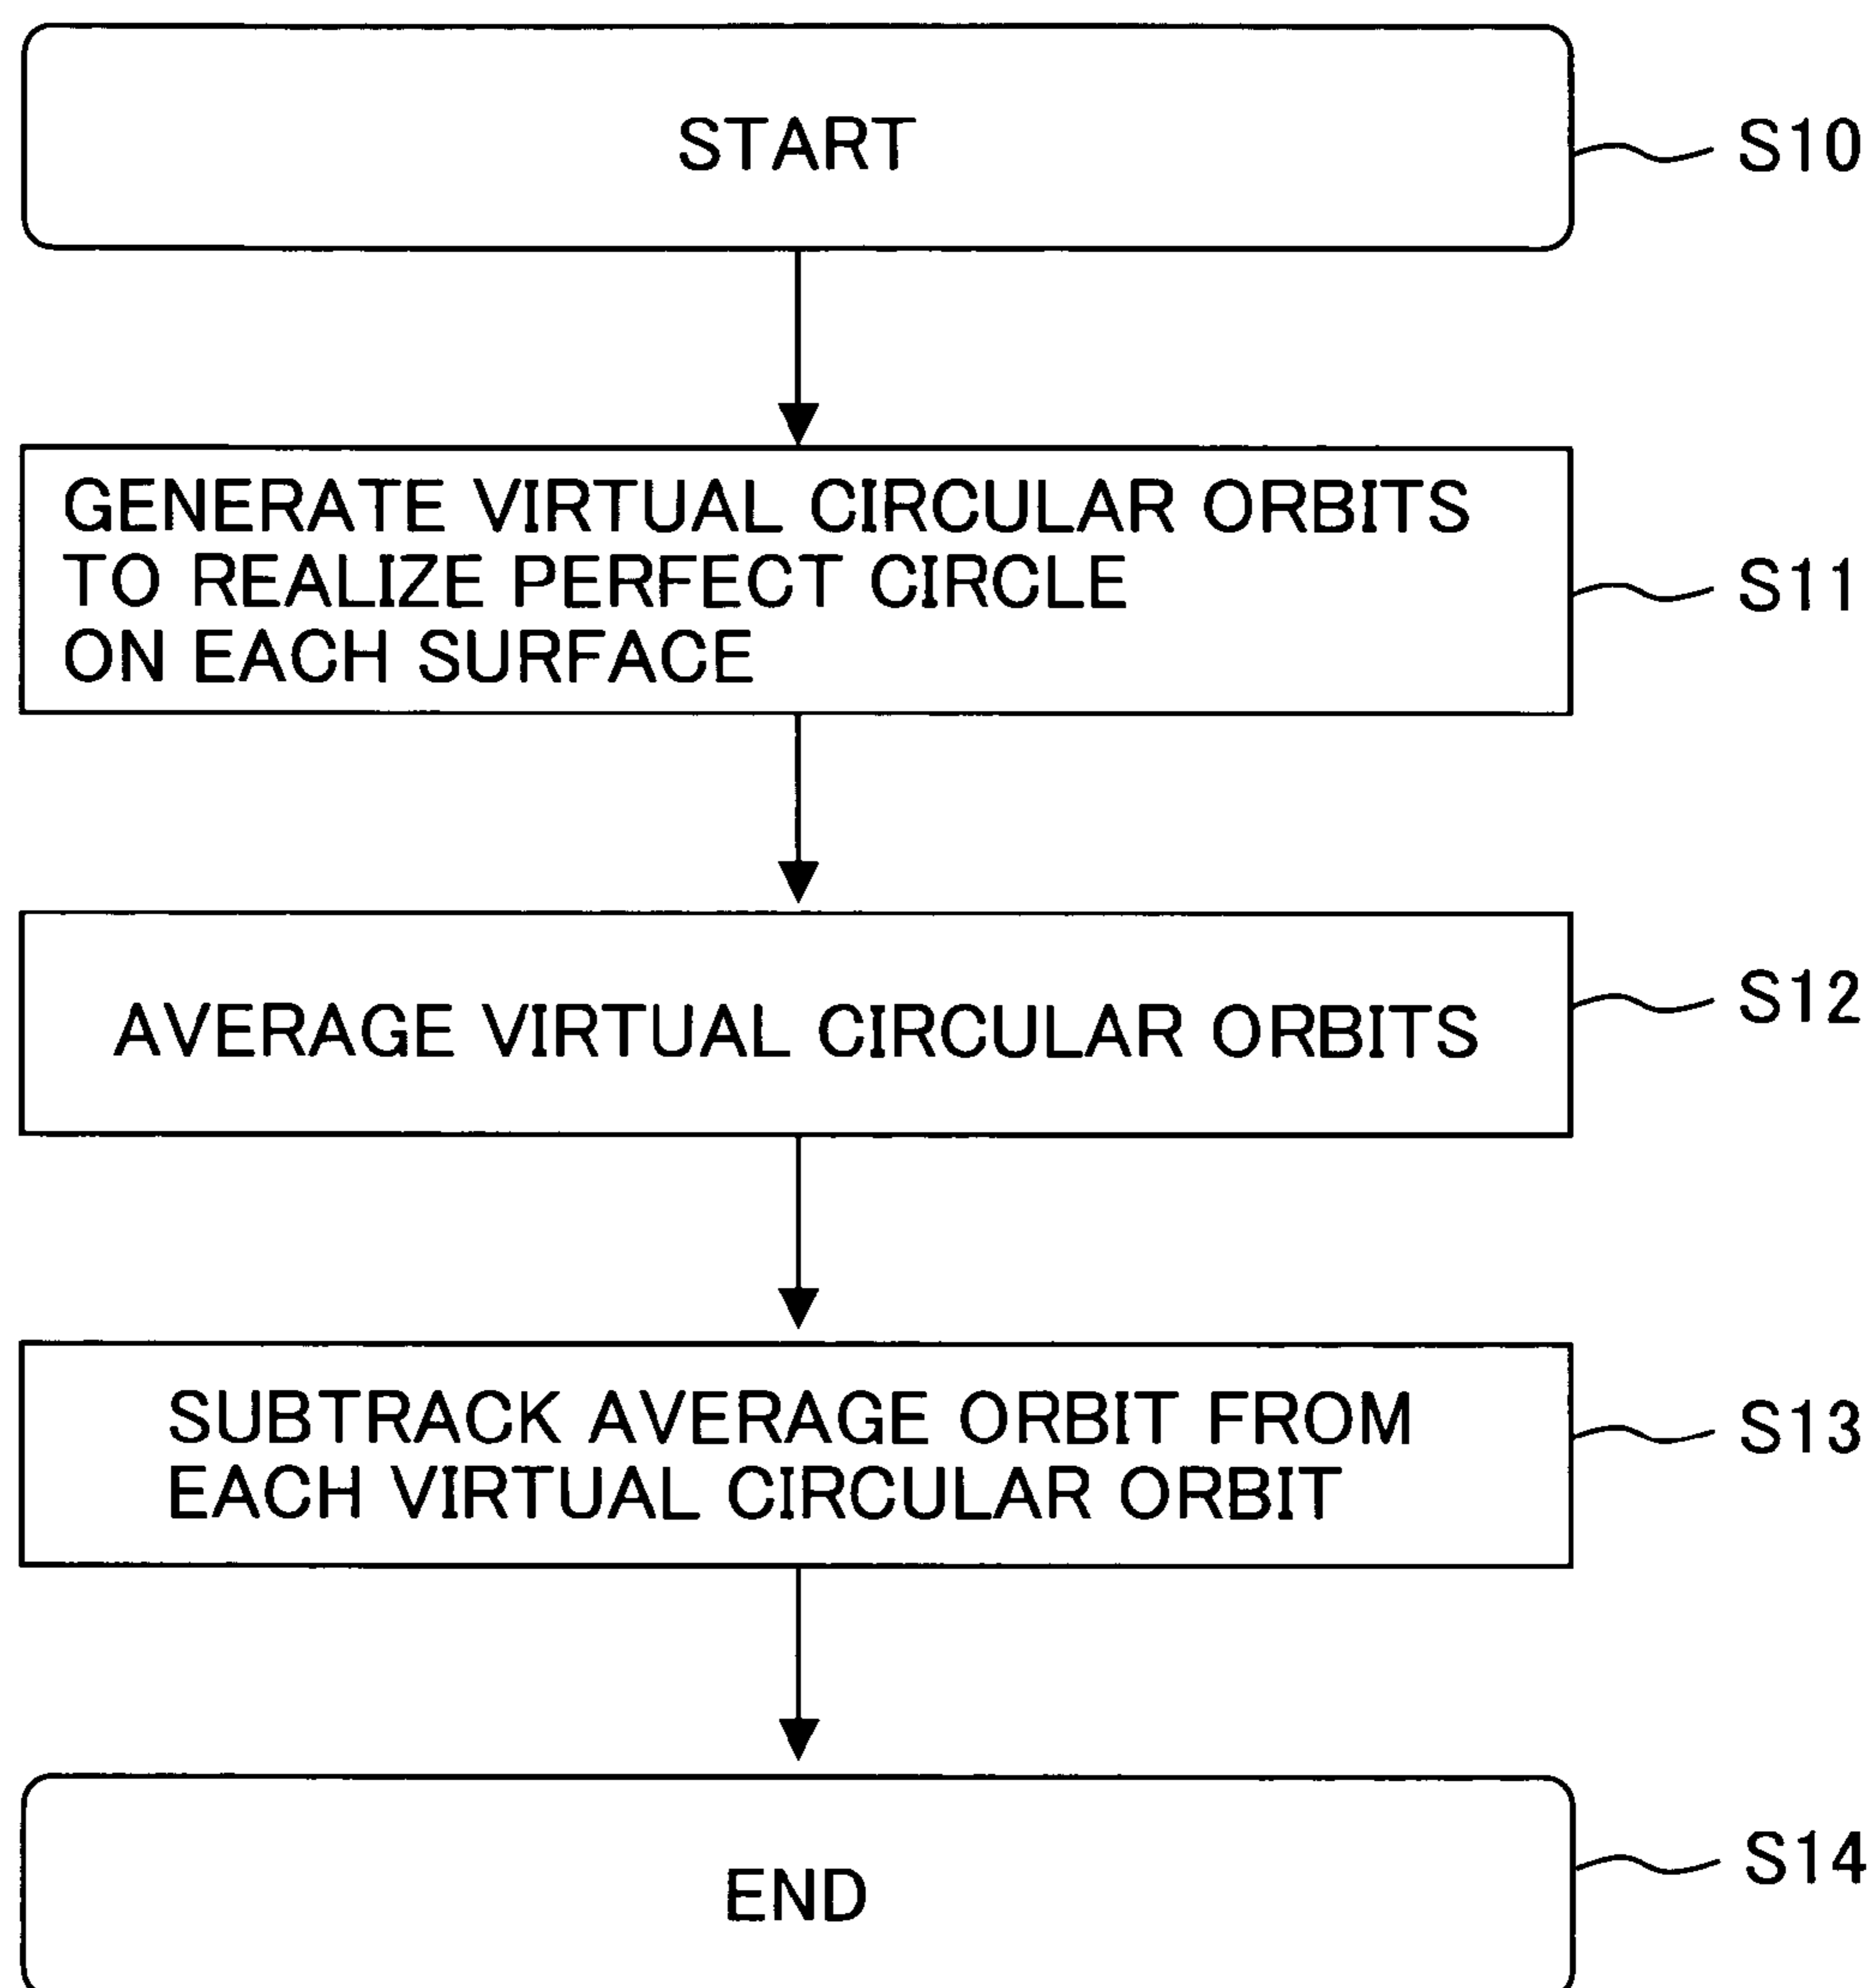 START
S10
GENERATE VIRTUAL CIRCULAR ORBITS
TO REALIZE PERFECT CIRCLE
ON EACH SURFACE
S11
AVERAGE VIRTUAL CIRCULAR ORBITS
S12
SUBTRACK AVERAGE ORBIT FROM
EACH VIRTUAL CIRCULAR ORBIT
S13
END
S14